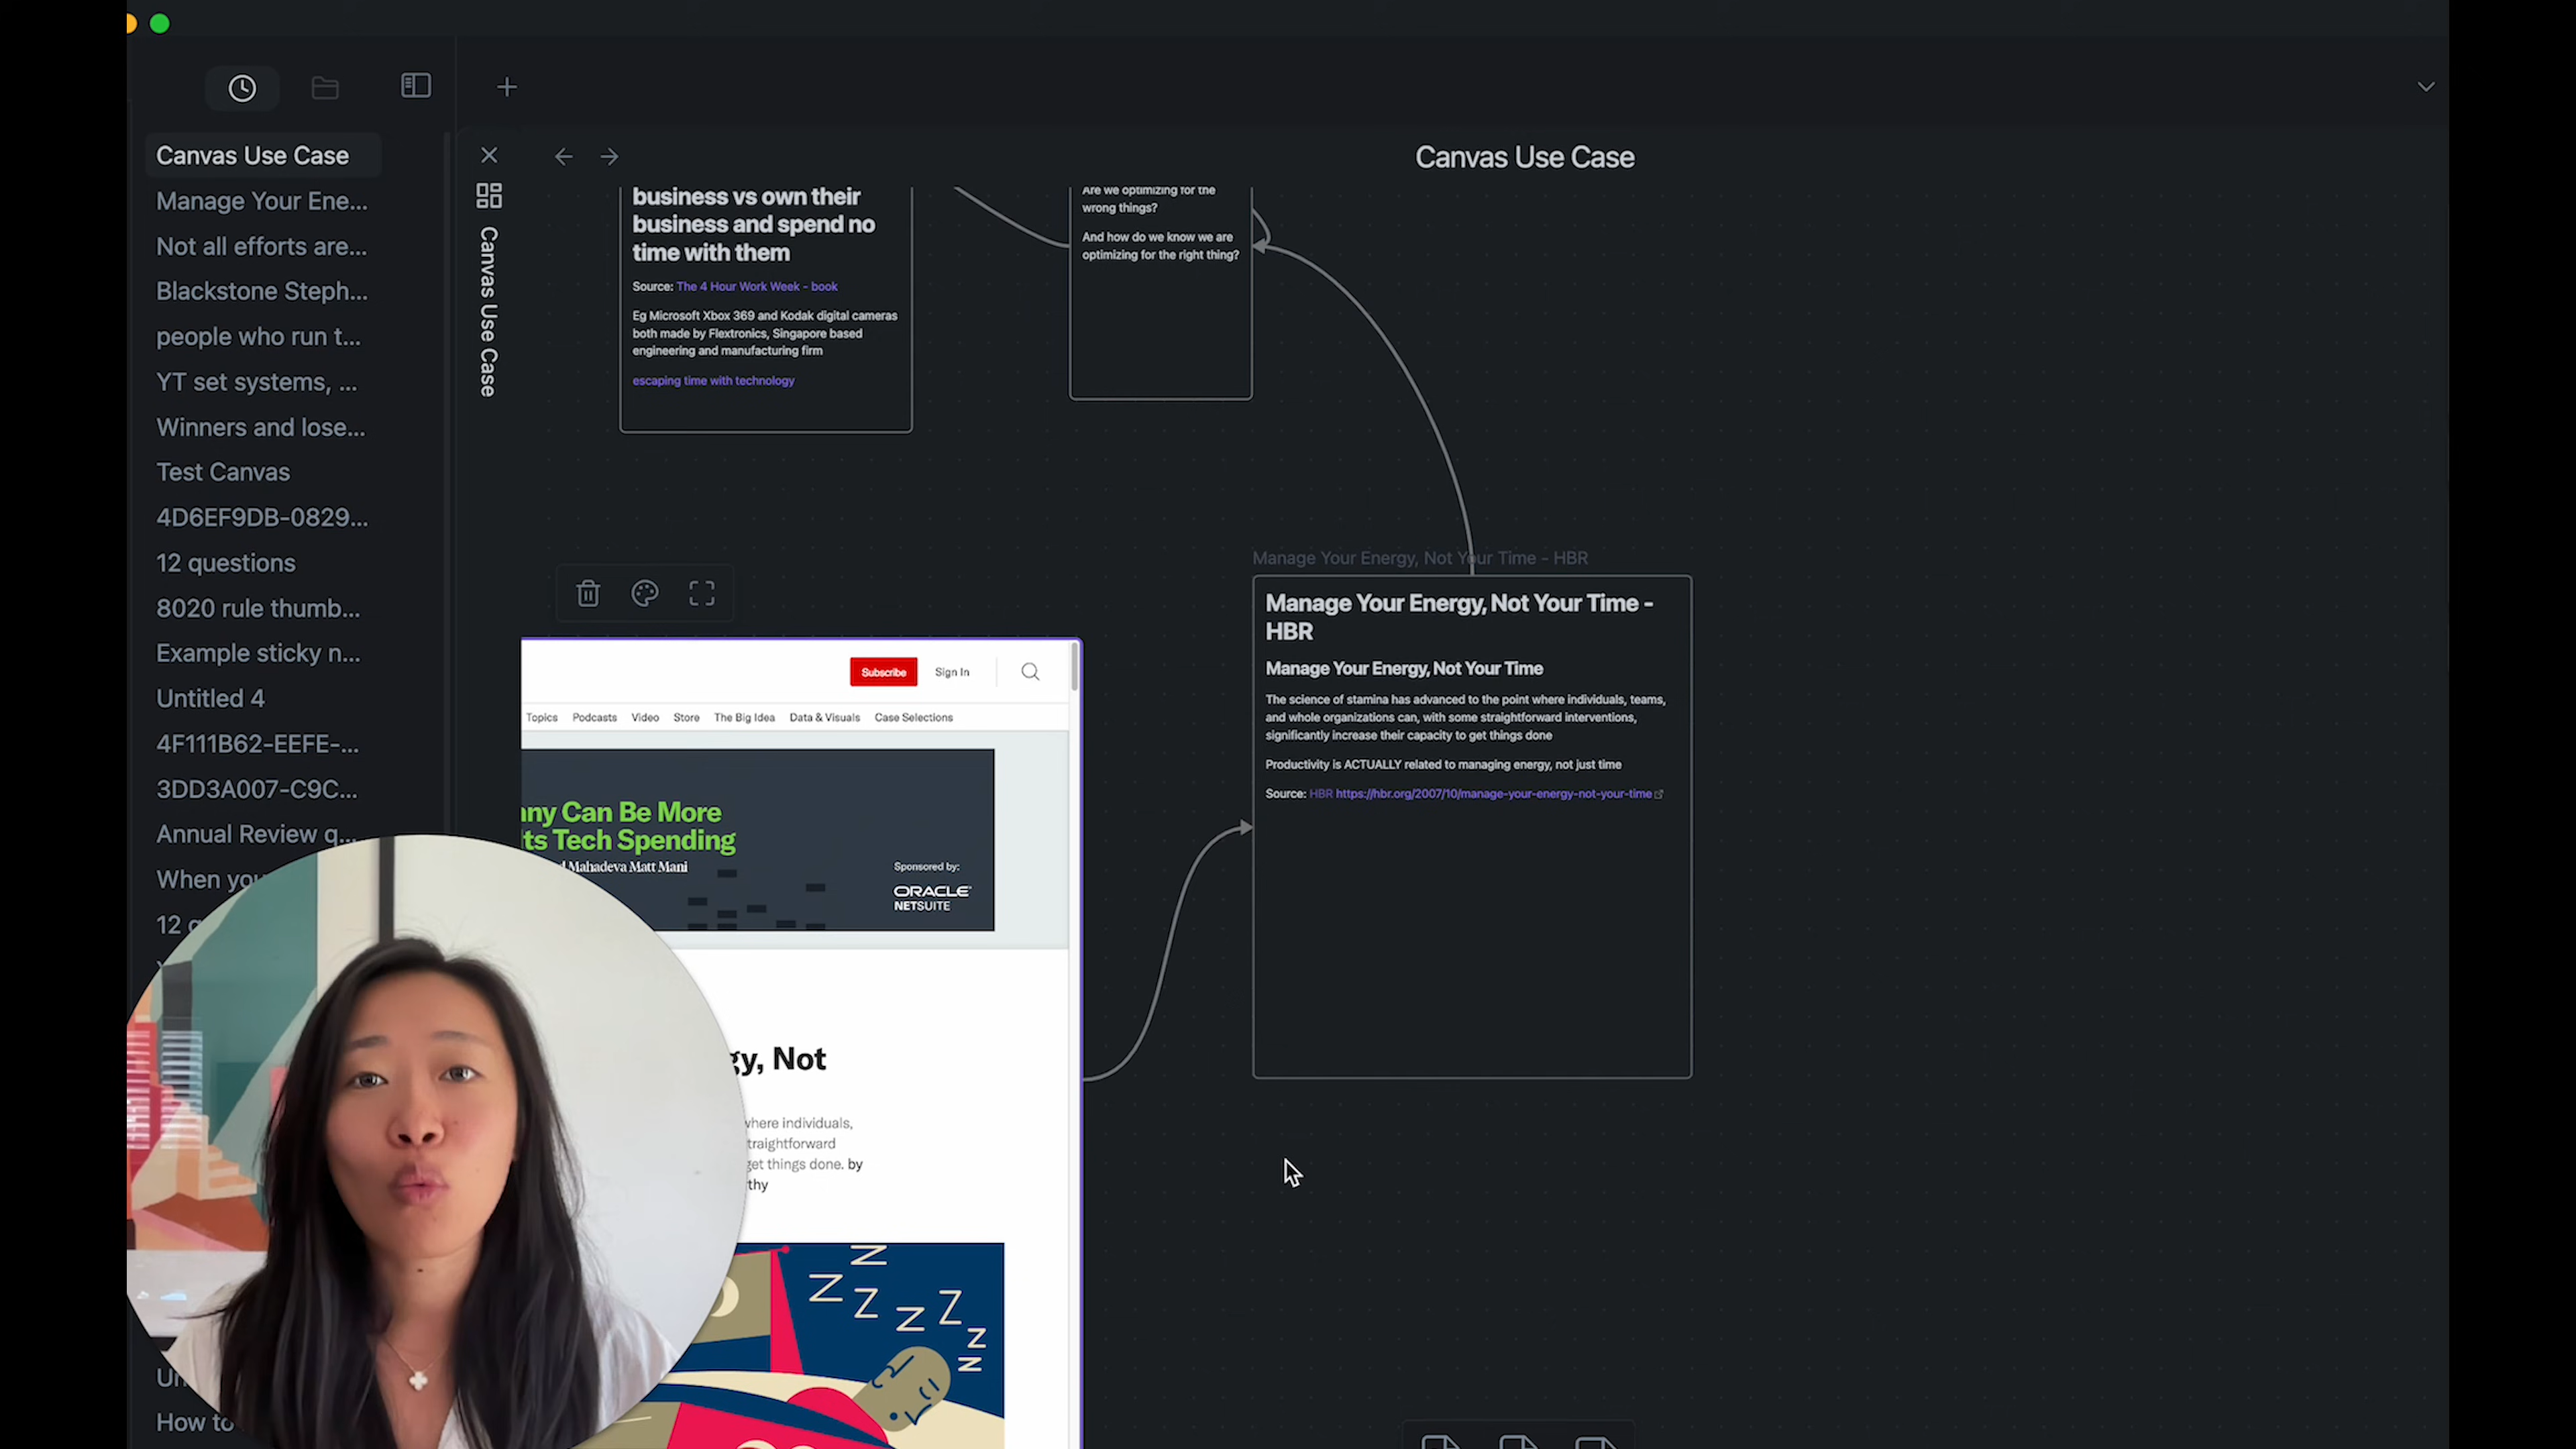 Canvas Use Case
Manage Your Ene...
Not all efforts are...
Blackstone Steph...
people who run t...
YT set systems, ...
Winners and lose...
Test Canvas
4D6EF9DB-0829...
12 questions
8020 rule thumb...
Example sticky n...
Untitled 4
4F111B62-EEFE-...
3DD3A007-C9C...
Annual Review q...
When you
12 q
Un
How to
Canvas Use Case
Canvas Use Case
business vs own their
business and spend no
time with them
Source: The 4 Hour Work Week - book
Eg Microsoft Xbox 369 and Kodak digital cameras
both made by Flextronics, Singapore based
engineering and manufacturing firm
escaping time with technology
Are we optimizing for the
wrong things?
And how do we know we are
optimizing for the right thing?
Manage Your Energy, Not Your Time - HBR
Manage Your Energy, Not Your Time -
HBR
Manage Your Energy, Not Your Time
The science of stamina has advanced to the point where individuals, teams,
and whole organizations can, with some straightforward interventions,
significantly increase their capacity to get things done
Productivity is ACTUALLY related to managing energy, not just time
Source: HBR https://hbr.org/2007/10/manage-your-energy-not-your-time
Subscribe Sign In
Topics Podcasts Video Store The Big Idea Data & Visuals Case Selections
any Can Be More
Its Tech Spending
d Mahadeva Matt Mani
Sponsored by:
ORACLE
NETSUITE
gy, Not
where individuals,
traightforward
get things done. by
thy
Z Z Z Z Z Z Z Z